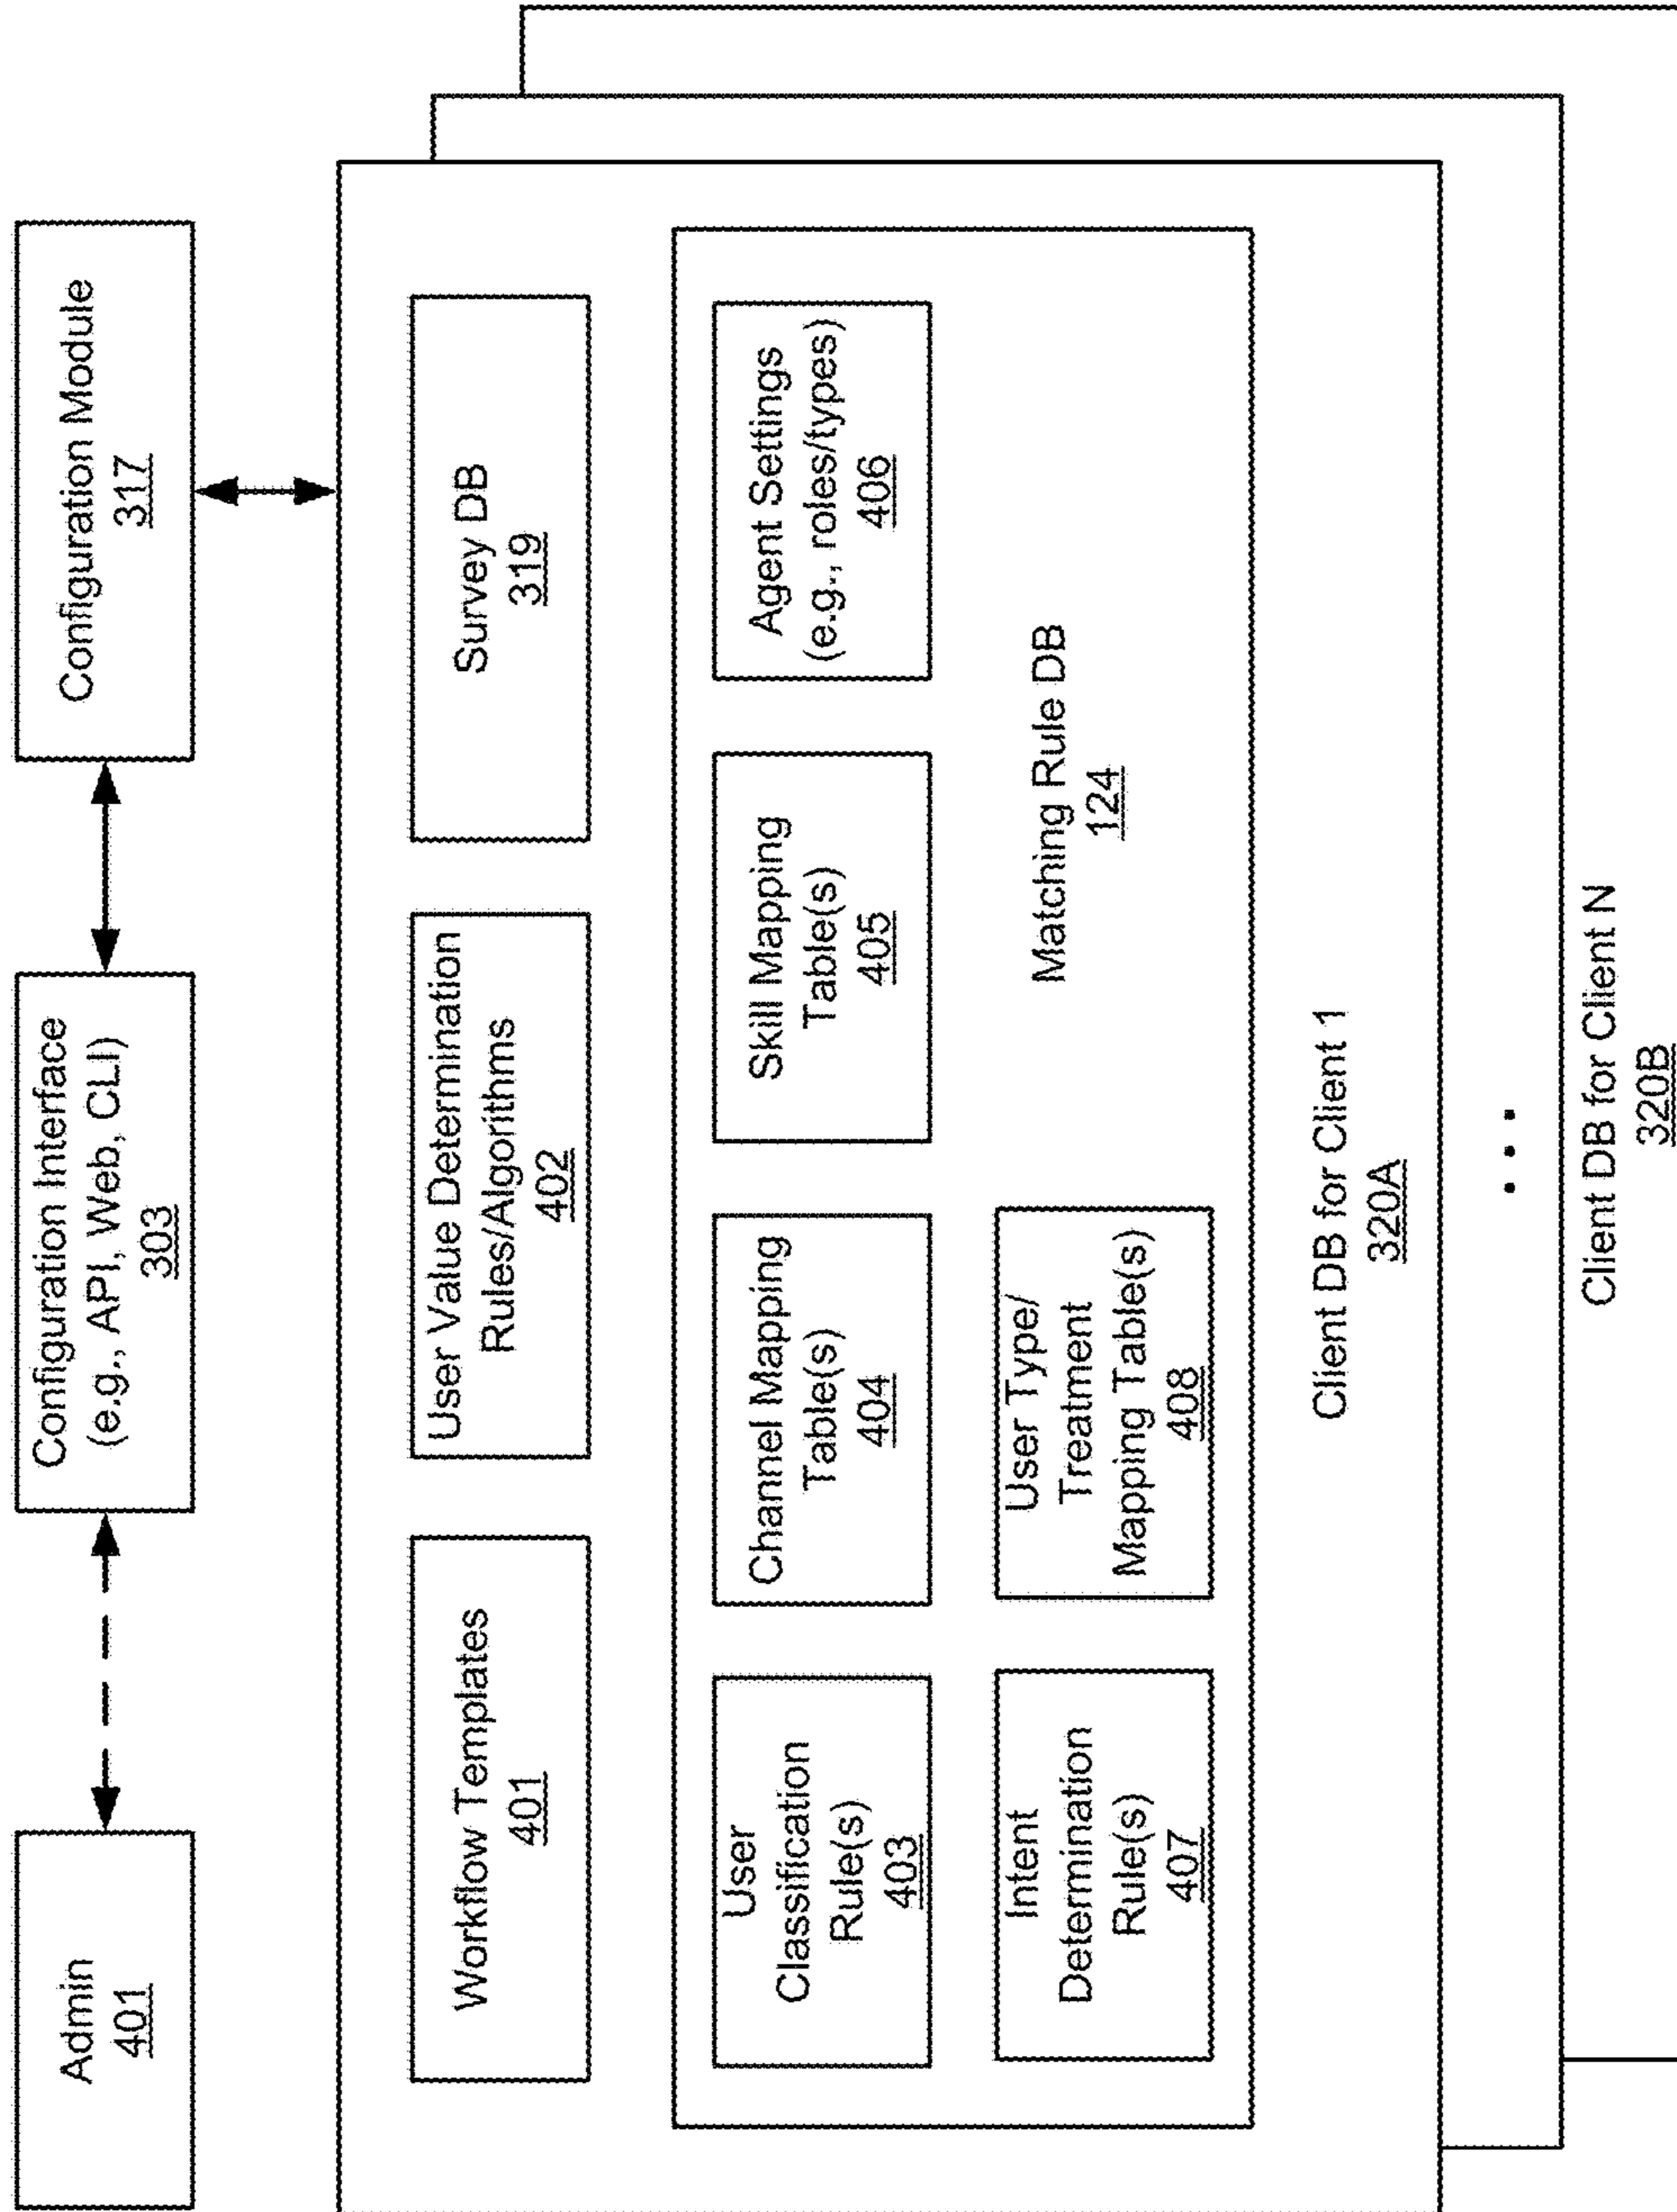 Admin
401
Configuration Interface
(e.g., API, Web, CLI)
303
Configuration Module
317
Workflow Templates
401
User Value Determination
Rules/Algorithms
402
Survey DB
319
User
Classification
Rule(s)
403
Channel Mapping
Table(s)
404
Skill Mapping
Table(s)
405
Agent Settings
(e.g., roles/types)
406
Intent
Determination
Rule(s)
407
User Type/
Treatment
Mapping Table(s)
408
Matching Rule DB
124
Client DB for Client 1
320A
...
Client DB for Client N
320B